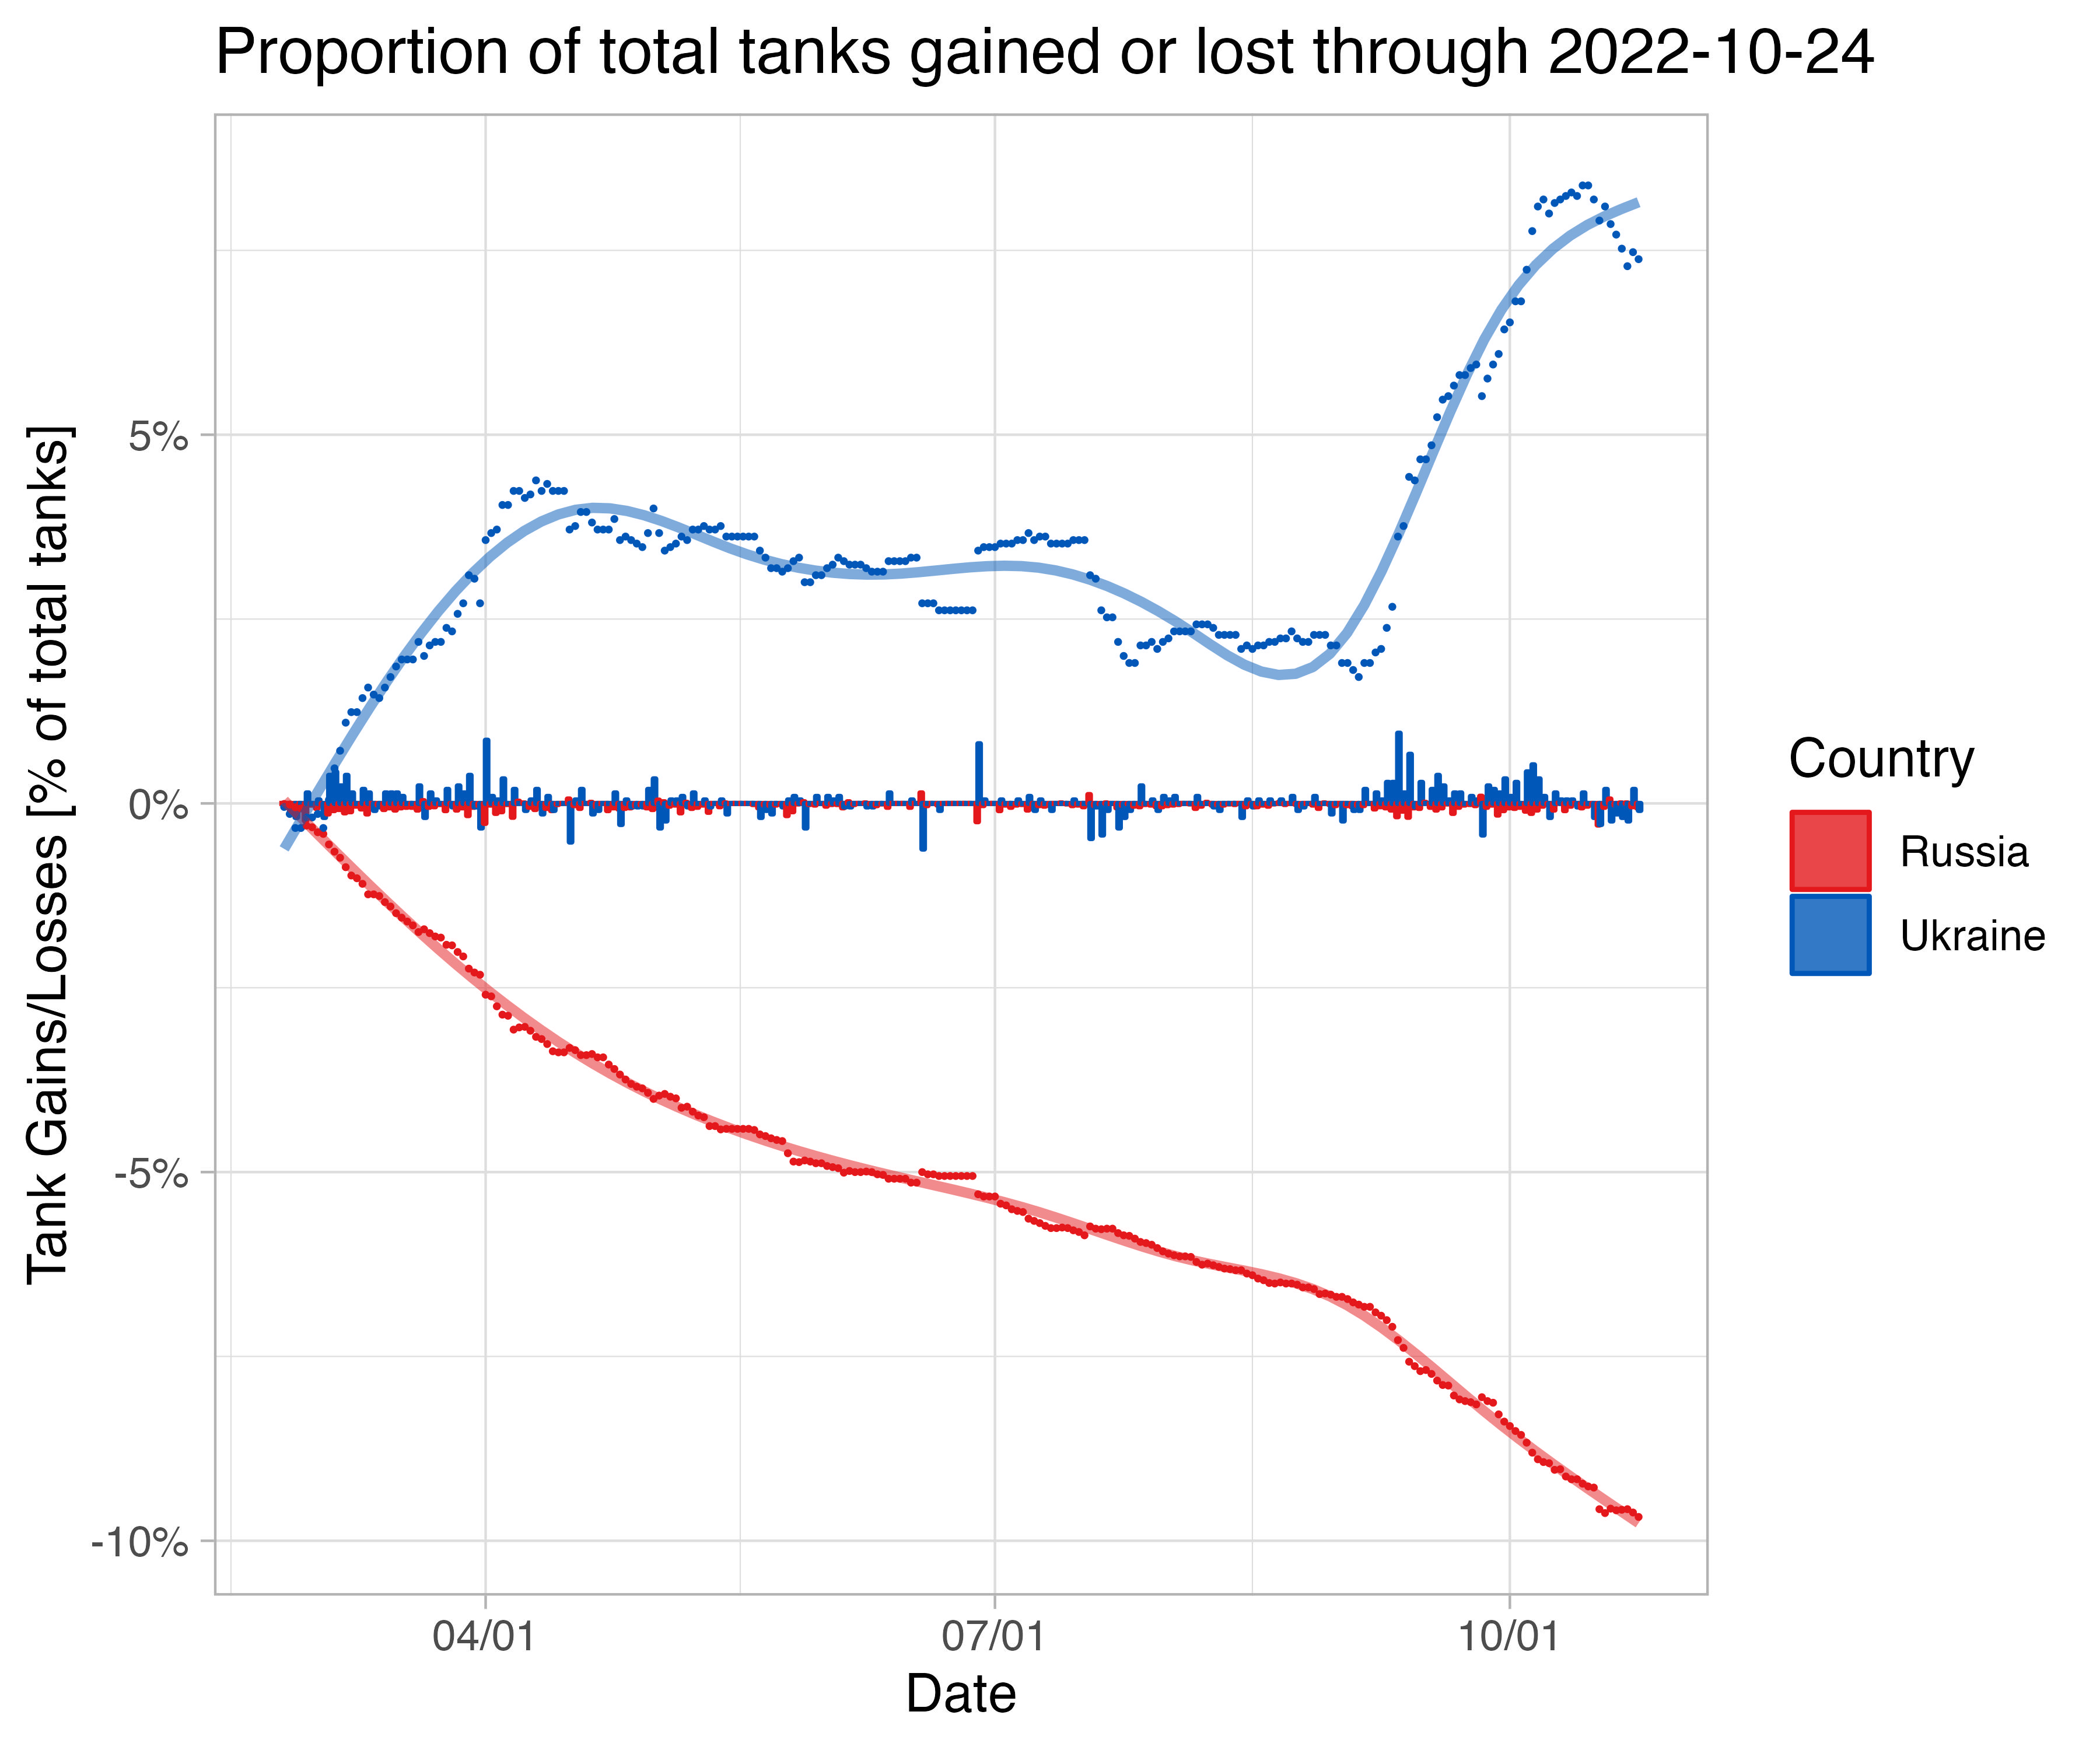 Proportion of total tanks gained or lost through 2022-10-24
Tank Gains/Losses [% of total tanks]
5%
0%
-5%
-10%
04/01
07/01
10/01
Date
Country
Russia
Ukraine